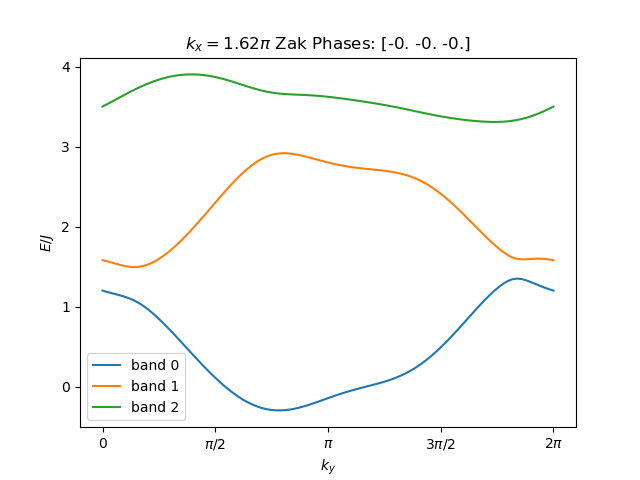 $k_x = 1.62\pi$ Zak Phases: [-0. -0. -0.]
4
3
2
1
0
E/J
band 0
band 1
band 2
0
π/2
π
3π/2
2π
$k_y$